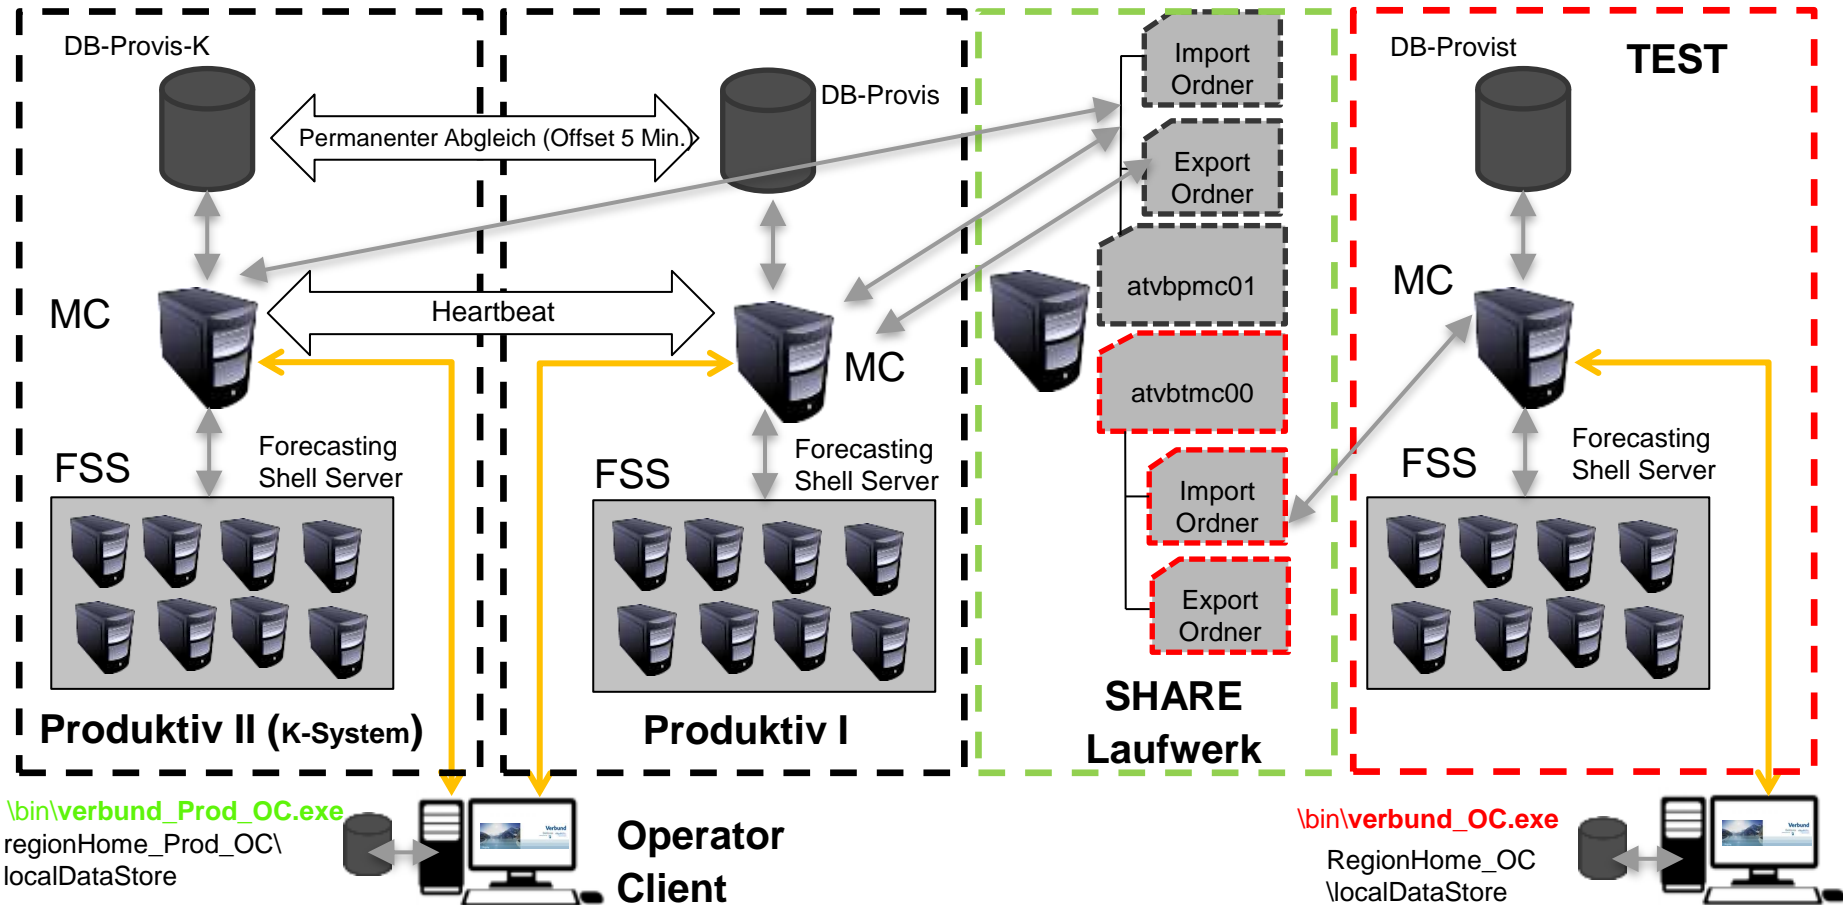 DB-Provis-K
DB-Provis
Permanenter Abgleich (Offset 5 Min.)
MC
Heartbeat
MC
FSS
Forecasting
Shell Server
FSS
Forecasting
Shell Server
Produktiv II (K-System)
Produktiv I
Import
Ordner
Export
Ordner
atvbpmc01
atvbtmc00
Import
Ordner
Export
Ordner
SHARE
Laufwerk
DB-Provist
TEST
MC
FSS
Forecasting
Shell Server
\bin\verbund_Prod_OC.exe
regionHome_Prod_OC\
localDataStore
Verbund
Operator
Client
\bin\verbund_OC.exe
RegionHome_OC
\localDataStore
Verbund